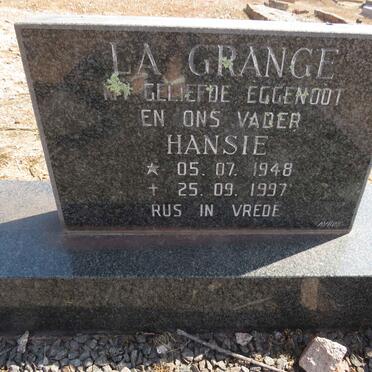 LA GRANGE
MY GELIEFDE EGGENOOT
EN ONS VADER
HANSIE
* 05. 07. 1948
+ 25. 09. 1997
RUS IN VREDE